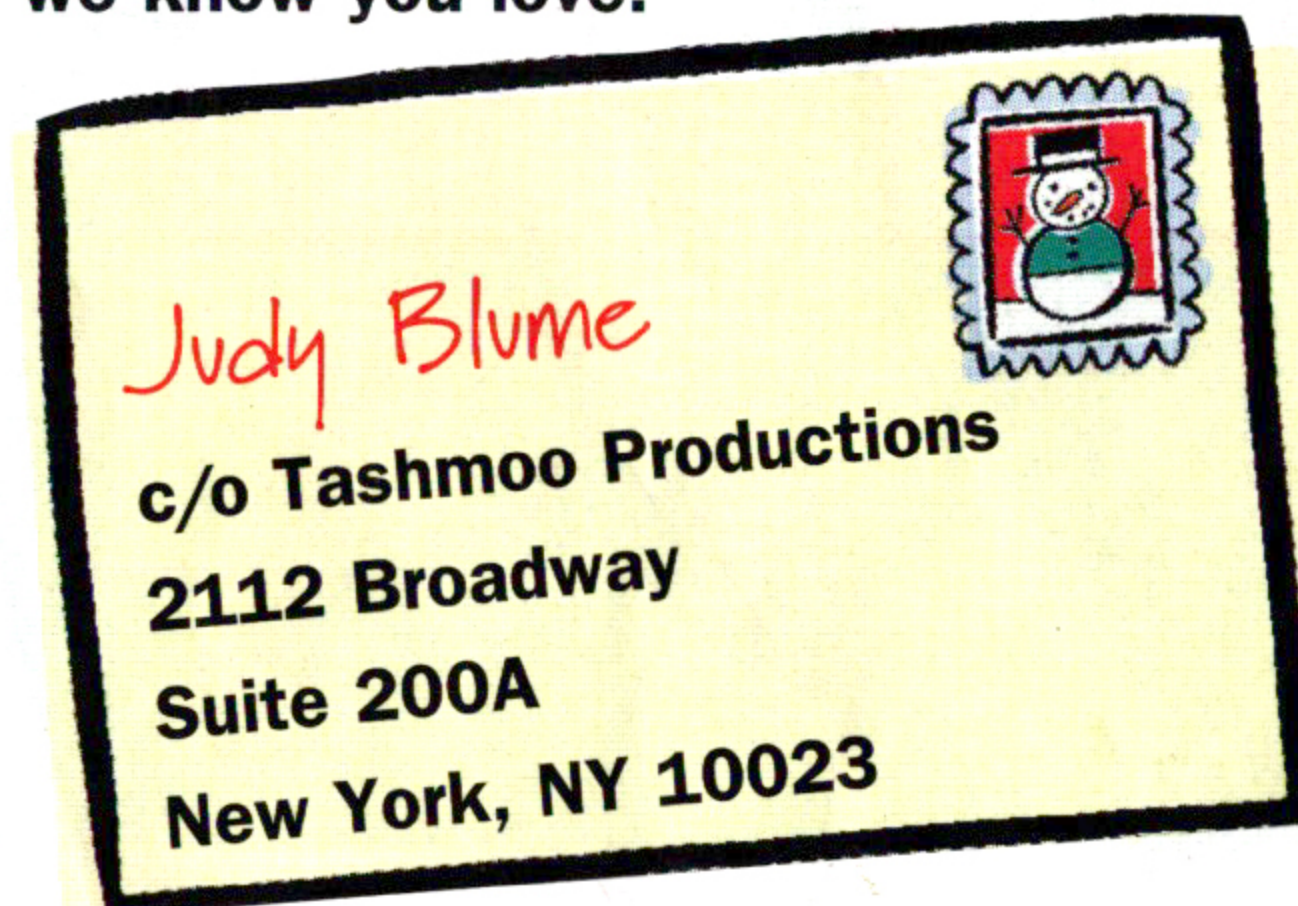 we know you love.
Judy Blume
c/o Tashmoo Productions
2112 Broadway
Suite 200A
New York, NY 10023